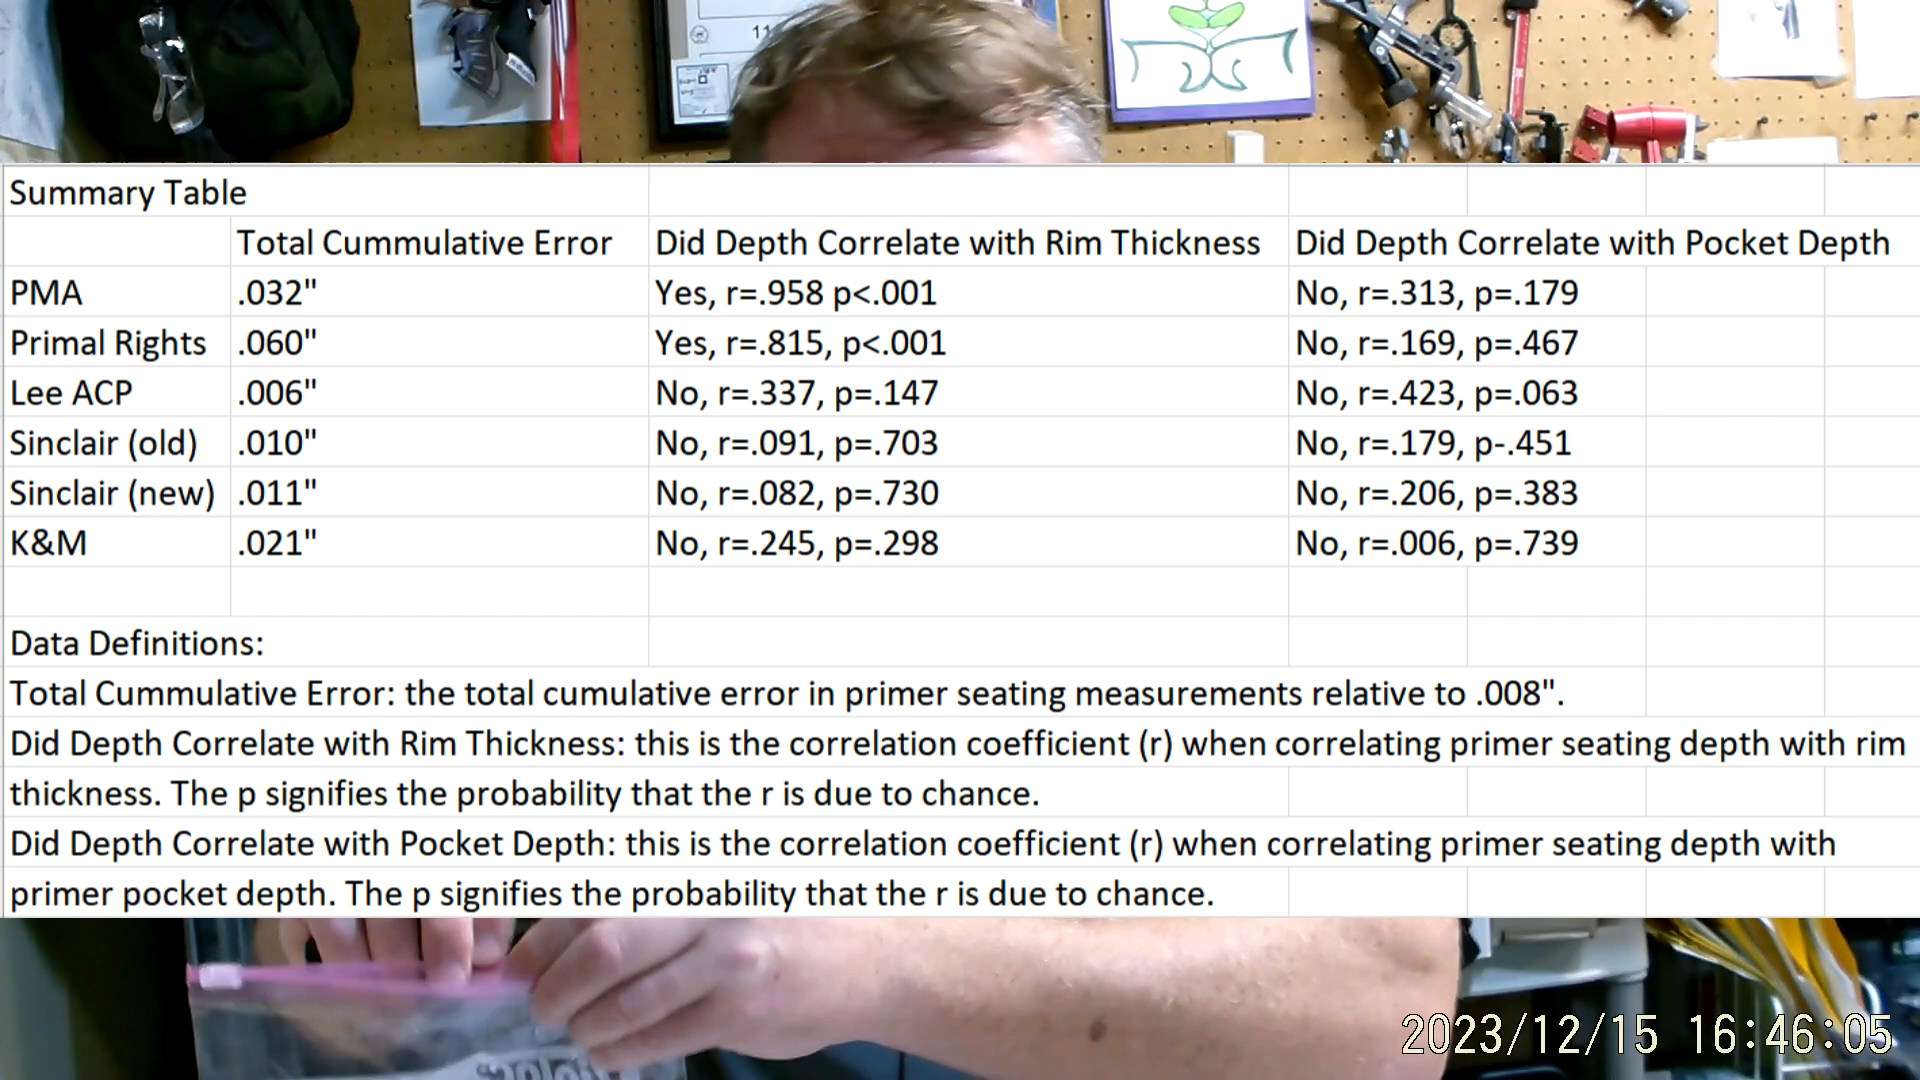 11
Summary Table
Total Cummulative Error Did Depth Correlate with Rim Thickness Did Depth Correlate with Pocket Depth
PMA .032" Yes, r=.958 p<.001 No, r=.313, p=.179
Primal Rights .060" Yes, r=.815, p<.001 No, r=.169, p=.467
Lee ACP .006" No, r=.337, p=.147 No, r=.423, p=.063
Sinclair (old) .010" No, r=.091, p=.703 No, r=.179, p-.451
Sinclair (new) .011" No, r=.082, p=.730 No, r=.206, p=.383
K&M .021" No, r=.245, p=.298 No, r=.006, p=.739
Data Definitions:
Total Cummulative Error: the total cumulative error in primer seating measurements relative to .008".
Did Depth Correlate with Rim Thickness: this is the correlation coefficient (r) when correlating primer seating depth with rim
thickness. The p signifies the probability that the r is due to chance.
Did Depth Correlate with Pocket Depth: this is the correlation coefficient (r) when correlating primer seating depth with
primer pocket depth. The p signifies the probability that the r is due to chance.
2023/12/15 16:46:05